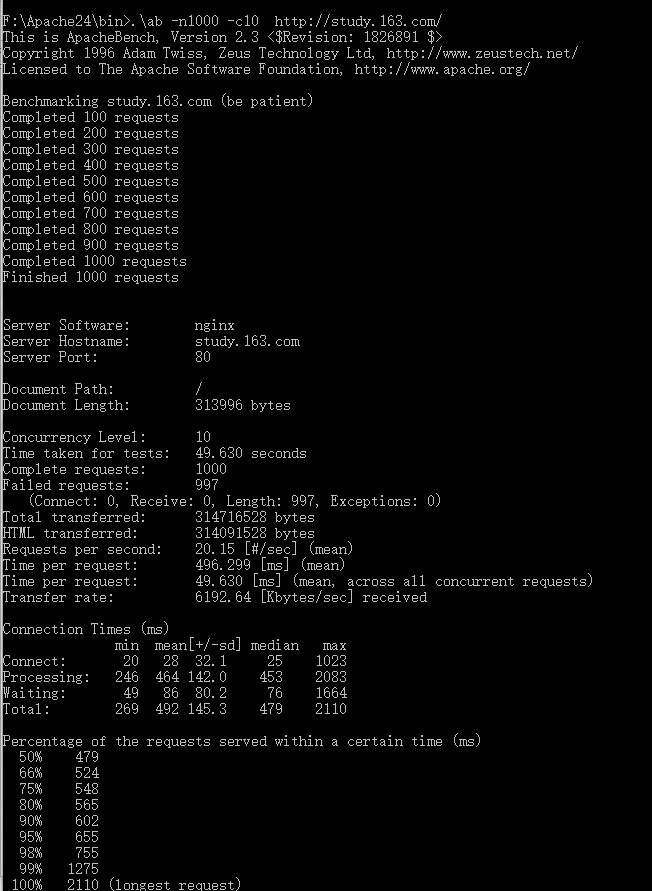 F:\Apache24\bin>.\ab -n1000 -c10  http://study.163.com/
This is ApacheBench, Version 2.3 <$Revision: 1826891 $>
Copyright 1996 Adam Twiss, Zeus Technology Ltd, http://www.zeustech.net/
Licensed to The Apache Software Foundation, http://www.apache.org/

Benchmarking study.163.com (be patient)
Completed 100 requests
Completed 200 requests
Completed 300 requests
Completed 400 requests
Completed 500 requests
Completed 600 requests
Completed 700 requests
Completed 800 requests
Completed 900 requests
Completed 1000 requests
Finished 1000 requests


Server Software:        nginx
Server Hostname:        study.163.com
Server Port:            80

Document Path:          /
Document Length:        313996 bytes

Concurrency Level:      10
Time taken for tests:   49.630 seconds
Complete requests:      1000
Failed requests:        997
   (Connect: 0, Receive: 0, Length: 997, Exceptions: 0)
Total transferred:      314716528 bytes
HTML transferred:       314091528 bytes
Requests per second:    20.15 [#/sec] (mean)
Time per request:       496.299 [ms] (mean)
Time per request:       49.630 [ms] (mean, across all concurrent requests)
Transfer rate:          6192.64 [Kbytes/sec] received

Connection Times (ms)
              min  mean[+/-sd] median   max
Connect:       20   28  32.1     25    1023
Processing:   246  464 142.0    453    2083
Waiting:       49   86  80.2     76    1664
Total:        269  492 145.3    479    2110

Percentage of the requests served within a certain time (ms)
  50%    479
  66%    524
  75%    548
  80%    565
  90%    602
  95%    655
  98%    755
  99%   1275
 100%   2110 (longest request)